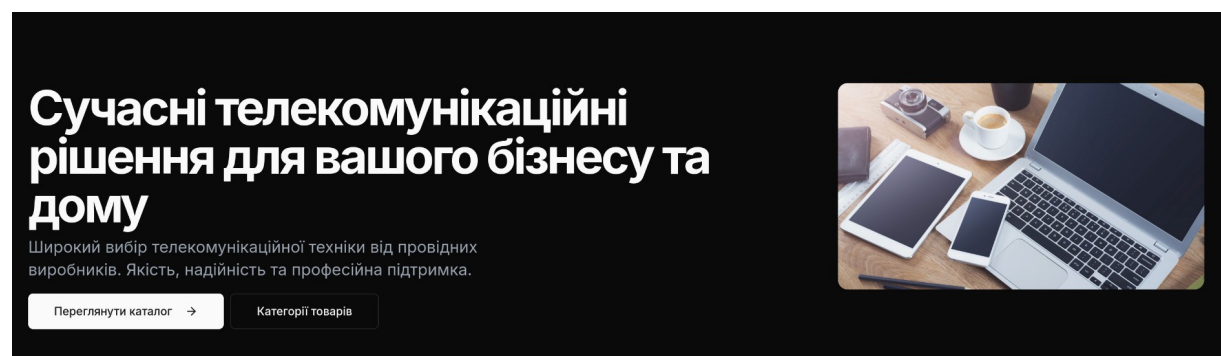 Сучасні телекомунікаційні
рішення для вашого бізнесу та
дому
Широкий вибір телекомунікаційної техніки від провідних
виробників. Якість, надійність та професійна підтримка.
Переглянути каталог →
Категорії товарів